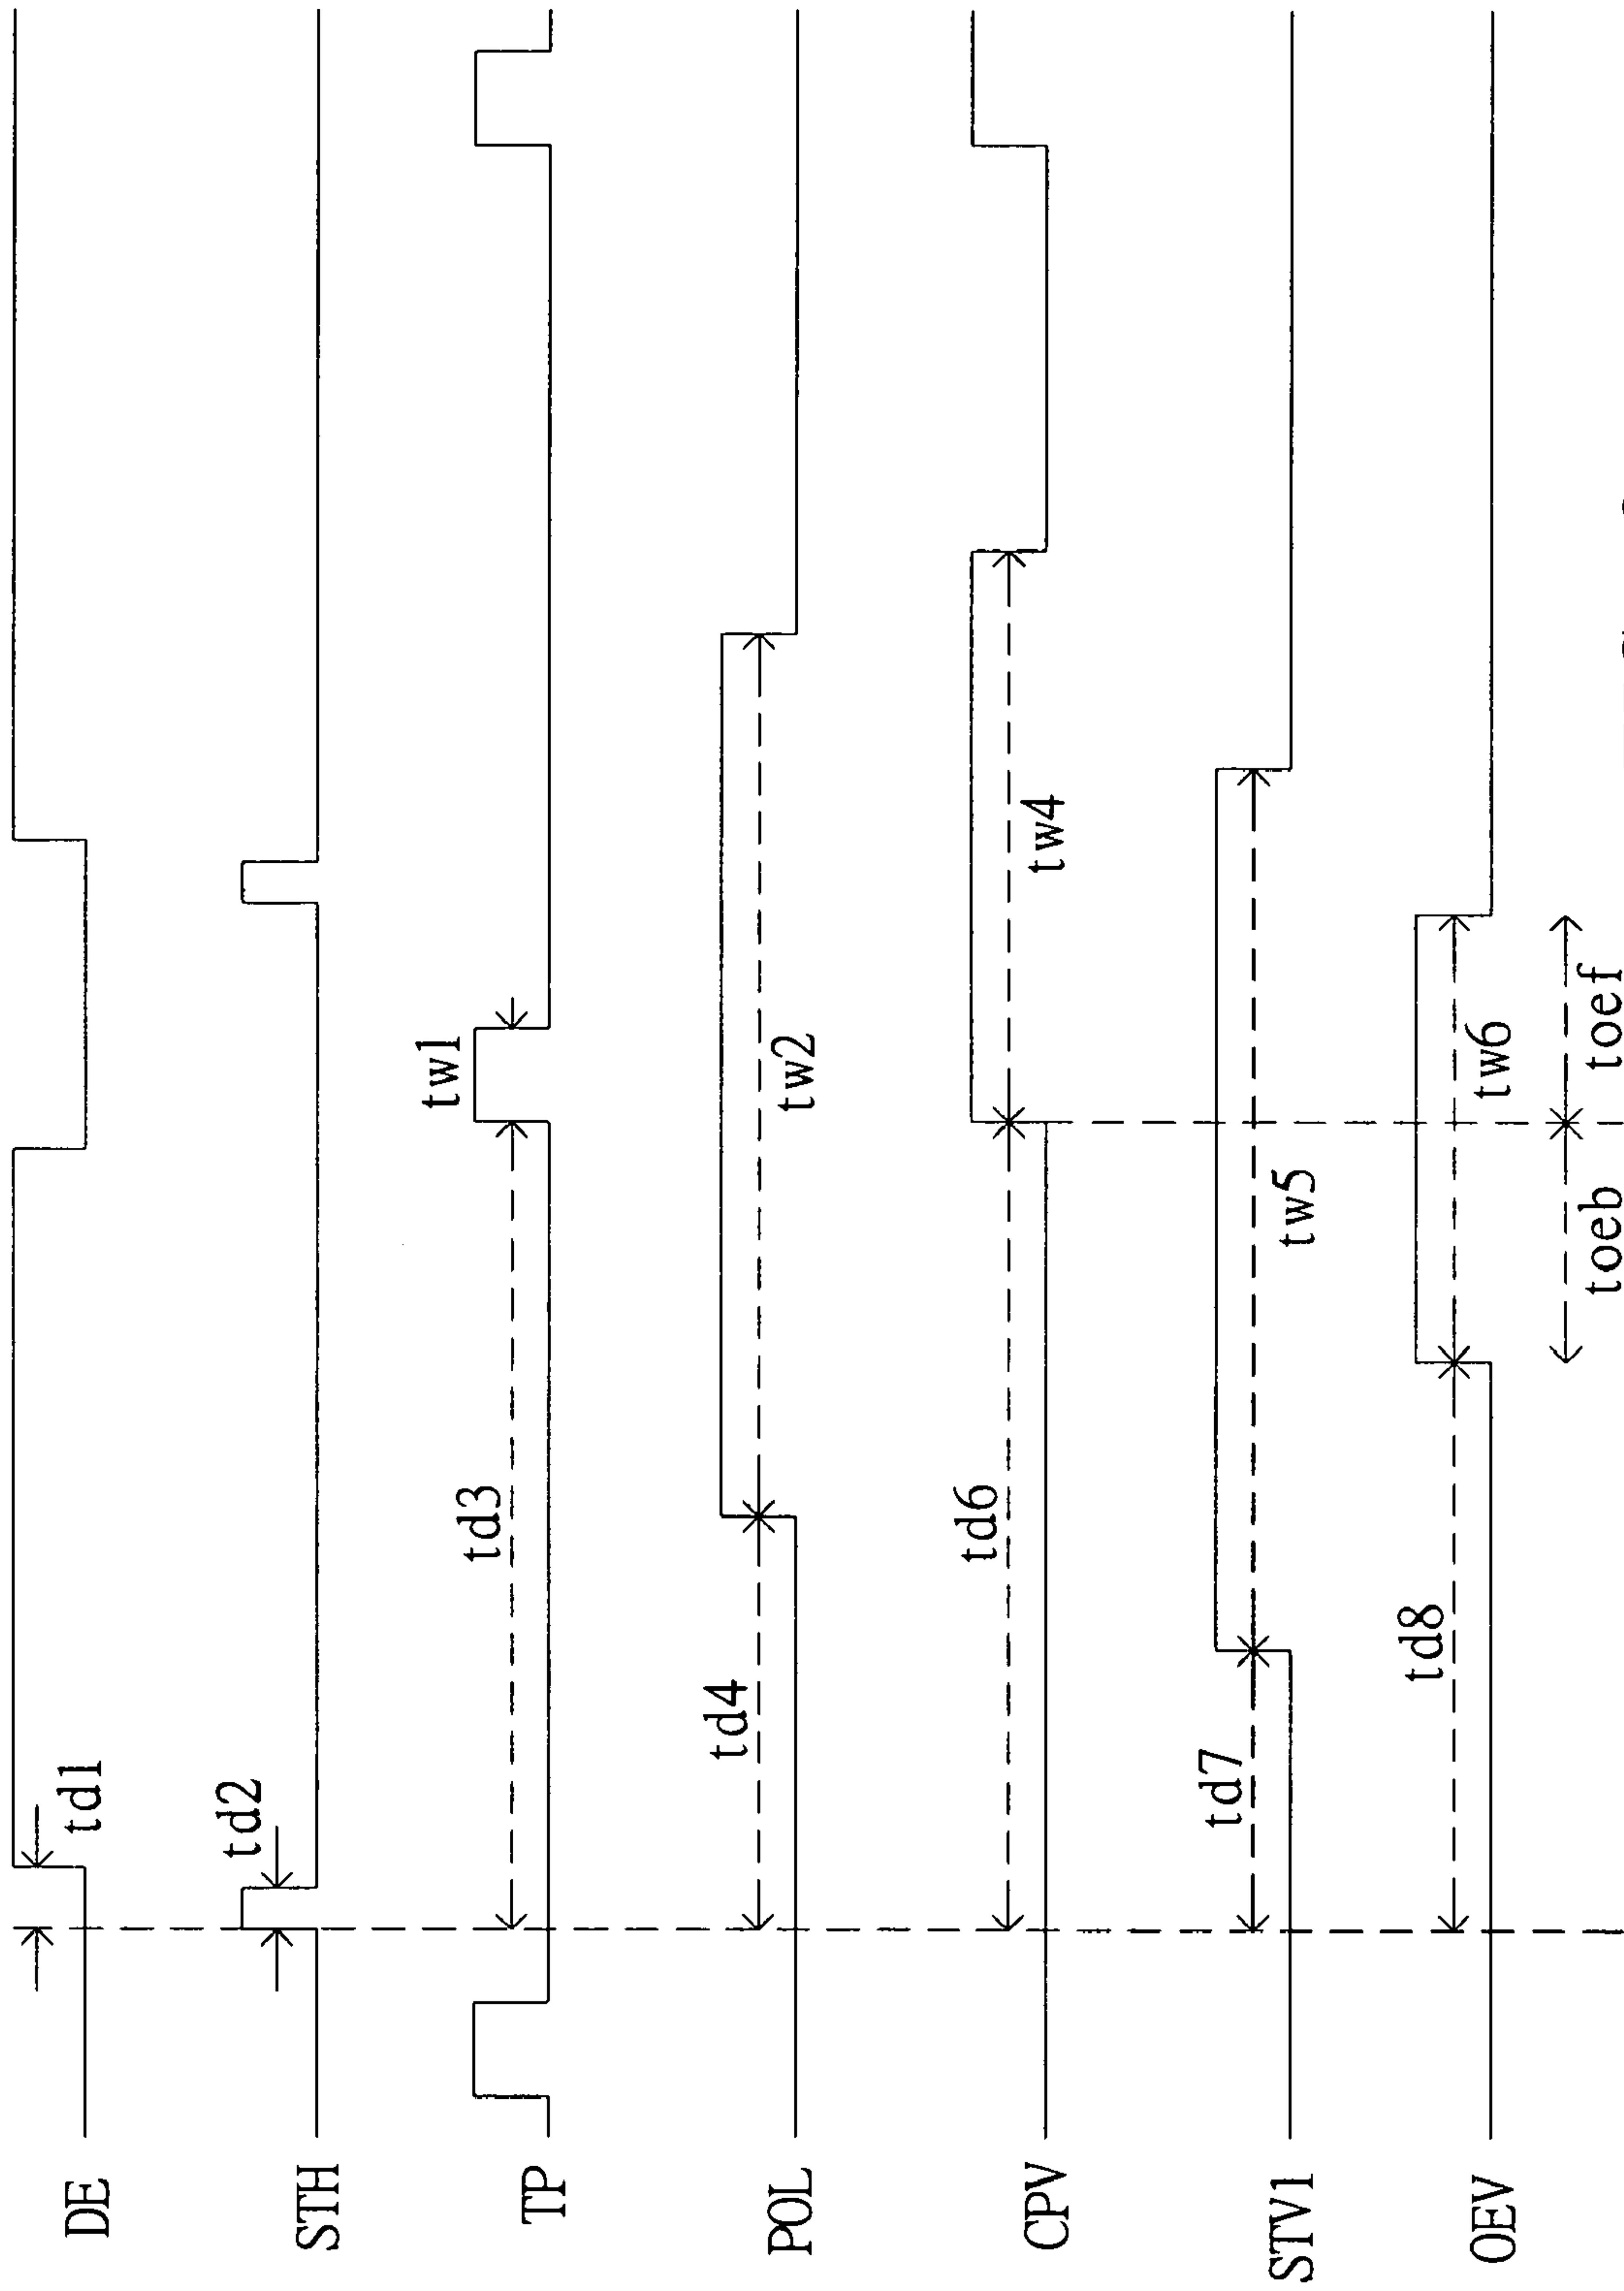 DE
td1
STH
td2
TP
td3
tw1
POL
td4
tw2
CPV
td6
tw4
STV1
td7
tw5
OEV
td8
tw6
toeb
toef